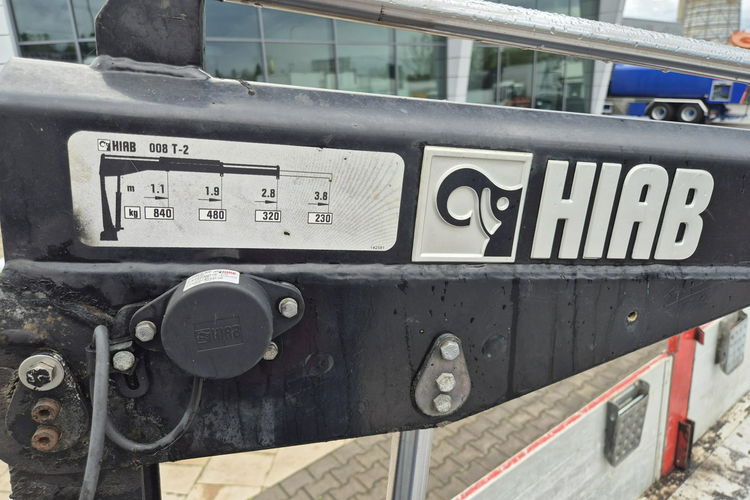 HIAB 008 T-2
m 1.1 1.9 2.8 3.8
kg 840 480 320 230
HIAB
HIAB